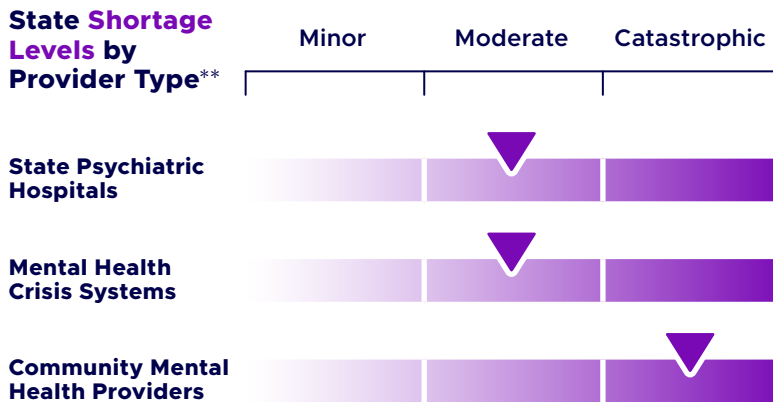 State Shortage
Levels by
Provider Type**
Minor
Moderate
Catastrophic
State Psychiatric
Hospitals
Mental Health
Crisis Systems
Community Mental
Health Providers